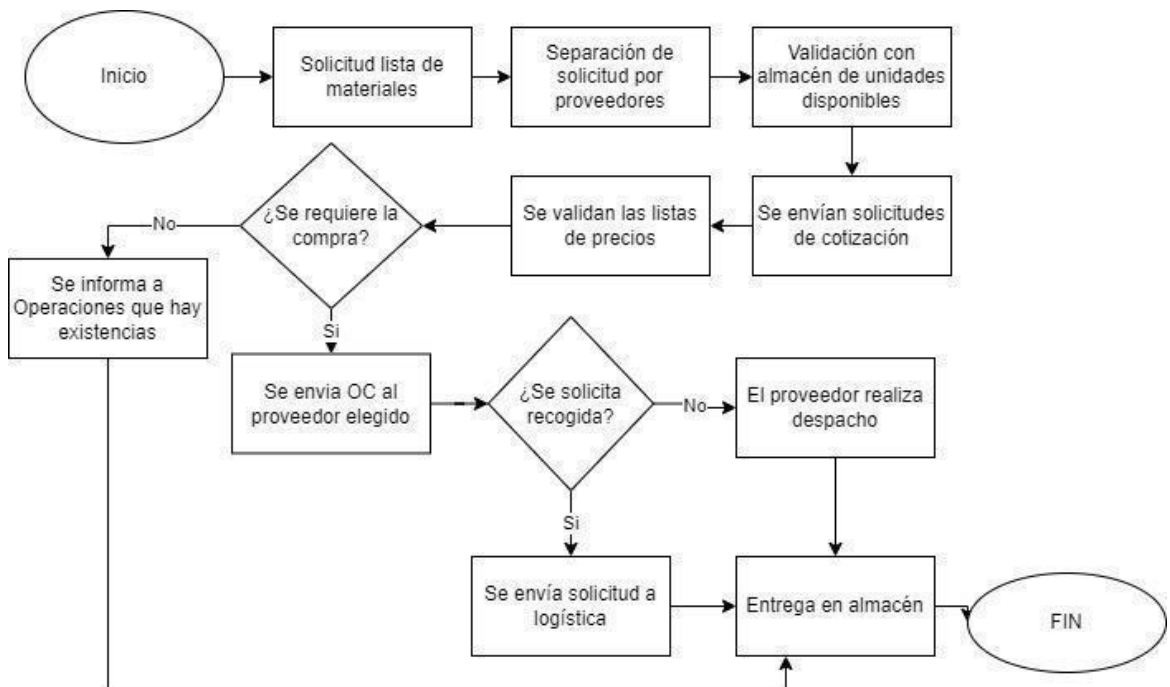 Inicio
Solicitud lista de
materiales
Separación de
solicitud por
proveedores
Validación con
almacén de unidades
disponibles
Se envían solicitudes
de cotización
Se validan las listas
de precios
¿Se requiere la
compra?
No
Se informa a
Operaciones que hay
existencias
Si
Se envia OC al
proveedor elegido
¿Se solicita
recogida?
No
El proveedor realiza
despacho
Si
Se envía solicitud a
logística
Entrega en almacén
FIN